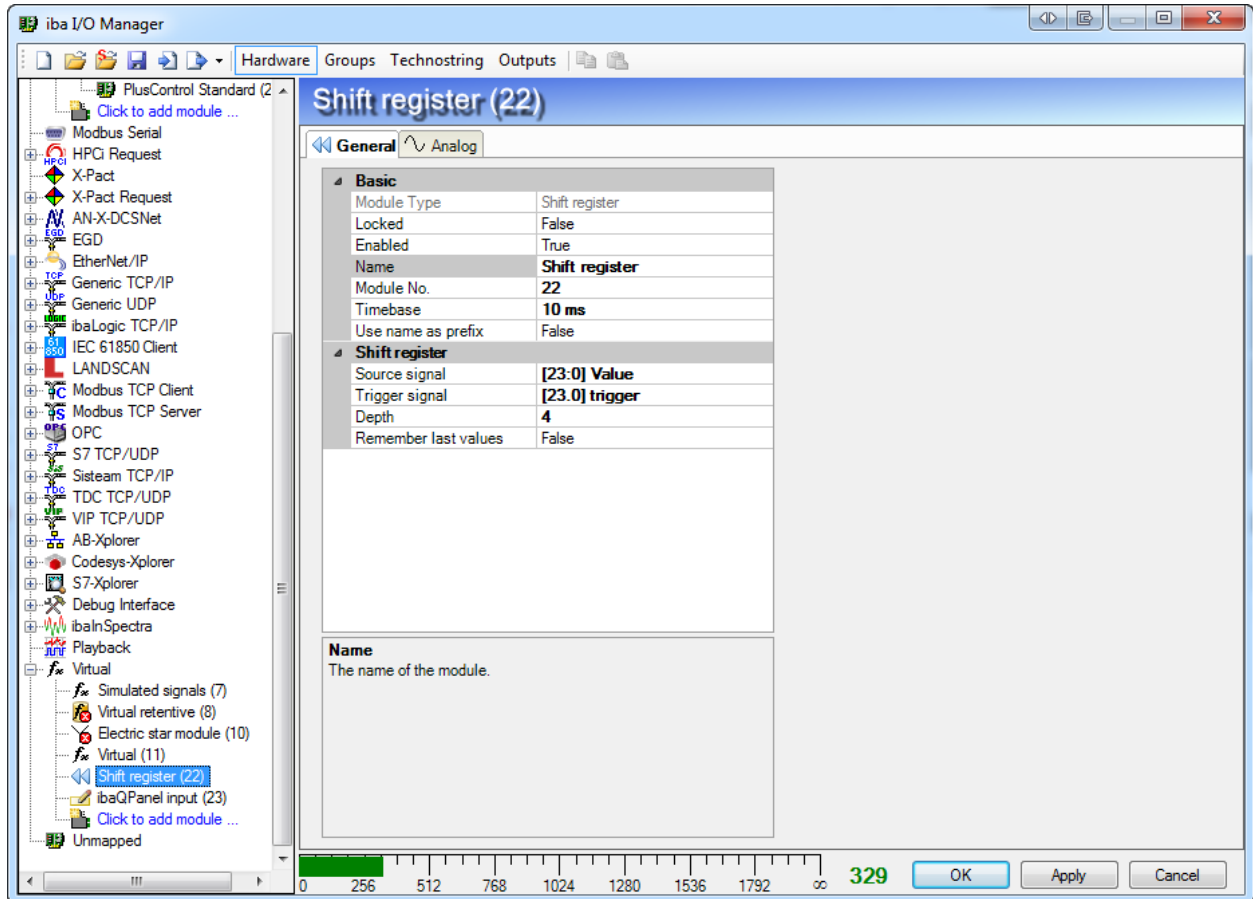 iba I/O Manager
Hardware Groups Technostring Outputs
PlusControl Standard (2
Click to add module ...
Modbus Serial
HPCi Request
X-Pact
X-Pact Request
AN-X-DCSNet
EGD
EtherNet/IP
Generic TCP/IP
Generic UDP
ibaLogic TCP/IP
IEC 61850 Client
LANDSCAN
Modbus TCP Client
Modbus TCP Server
OPC
S7 TCP/UDP
Sisteam TCP/IP
TDC TCP/UDP
VIP TCP/UDP
AB-Xplorer
Codesys-Xplorer
S7-Xplorer
Debug Interface
ibaInSpectra
Playback
Virtual
Simulated signals (7)
Virtual retentive (8)
Electric star module (10)
Virtual (11)
Shift register (22)
ibaQPanel input (23)
Click to add module ...
Unmapped
Shift register (22)
General Analog
Basic
Module Type Shift register
Locked False
Enabled True
Name Shift register
Module No. 22
Timebase 10 ms
Use name as prefix False
Shift register
Source signal [23:0] Value
Trigger signal [23.0] trigger
Depth 4
Remember last values False
Name
The name of the module.
0 256 512 768 1024 1280 1536 1792 ∞ 329 OK Apply Cancel